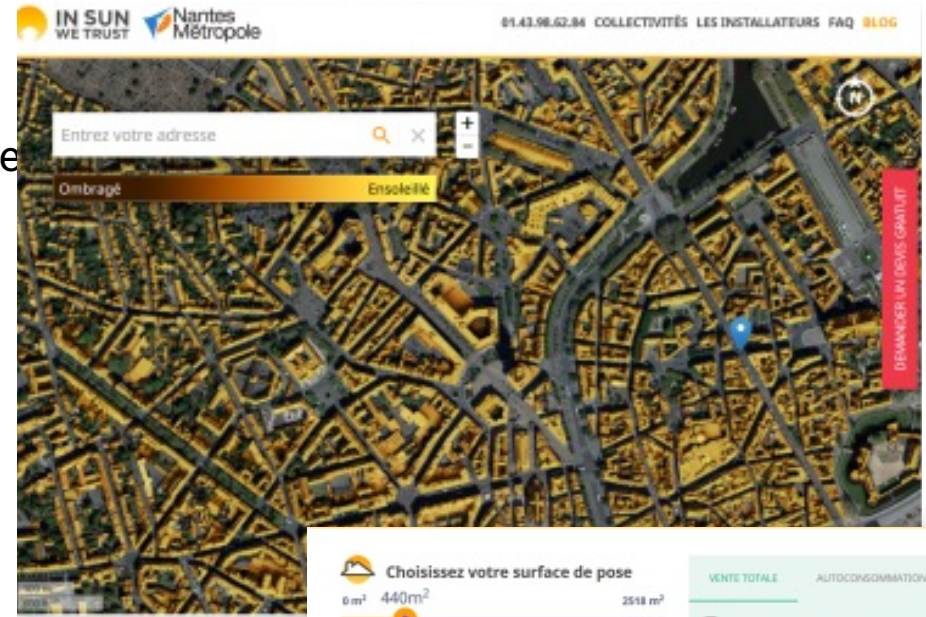 IN SUN
WE TRUST
Nantes
Métropole
01.43.98.62.84 COLLECTIVITÉS LES INSTALLATEURS FAQ BLOG
e
Entrez votre adresse
+
-
N
Ombragé Ensoleillé
DEMANDER UN DEVIS GRATUIT
Choisissez votre surface de pose
0 m² 440m² 2518 m²
VENTE TOTALE AUTOCONSOMMATION